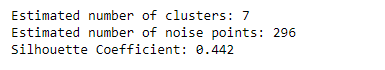 Estimated number of clusters: 7
Estimated number of noise points: 296
Silhouette Coefficient: 0.442